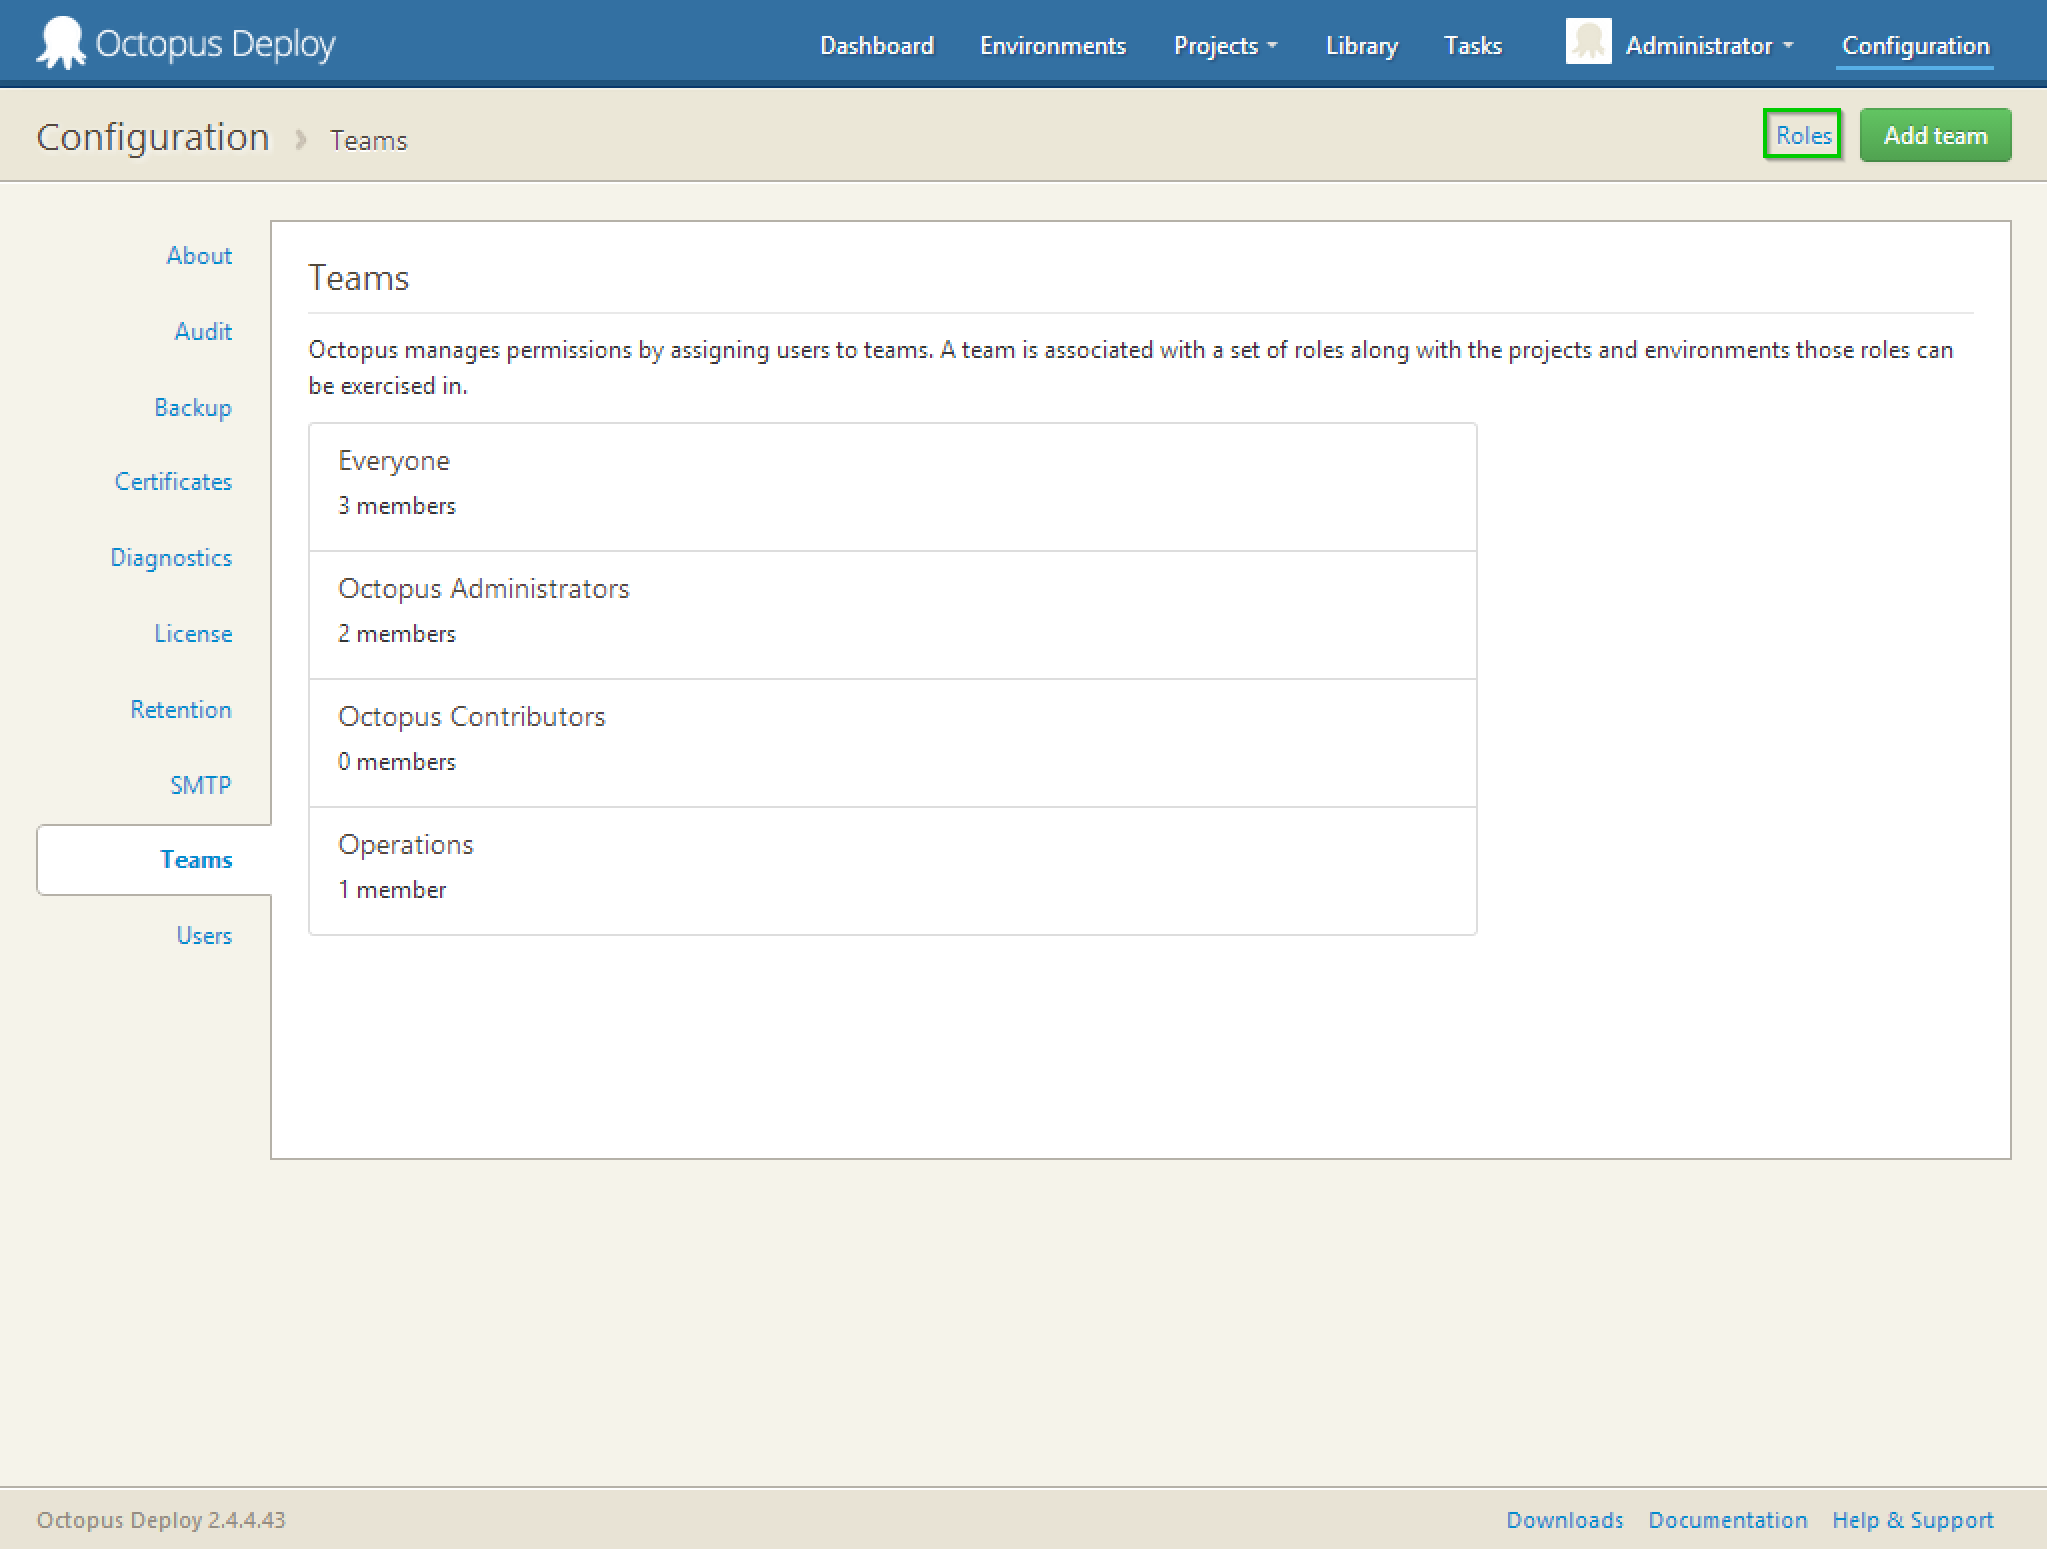 Octopus Deploy
Dashboard Environments Projects Library Tasks Administrator Configuration
Configuration Teams Roles Add team
About
Audit
Backup
Certificates
Diagnostics
License
Retention
SMTP
Teams
Users
Teams
Octopus manages permissions by assigning users to teams. A team is associated with a set of roles along with the projects and environments those roles can
be exercised in.
Everyone
3 members
Octopus Administrators
2 members
Octopus Contributors
0 members
Operations
1 member
Octopus Deploy 2.4.4.43 Downloads Documentation Help & Support